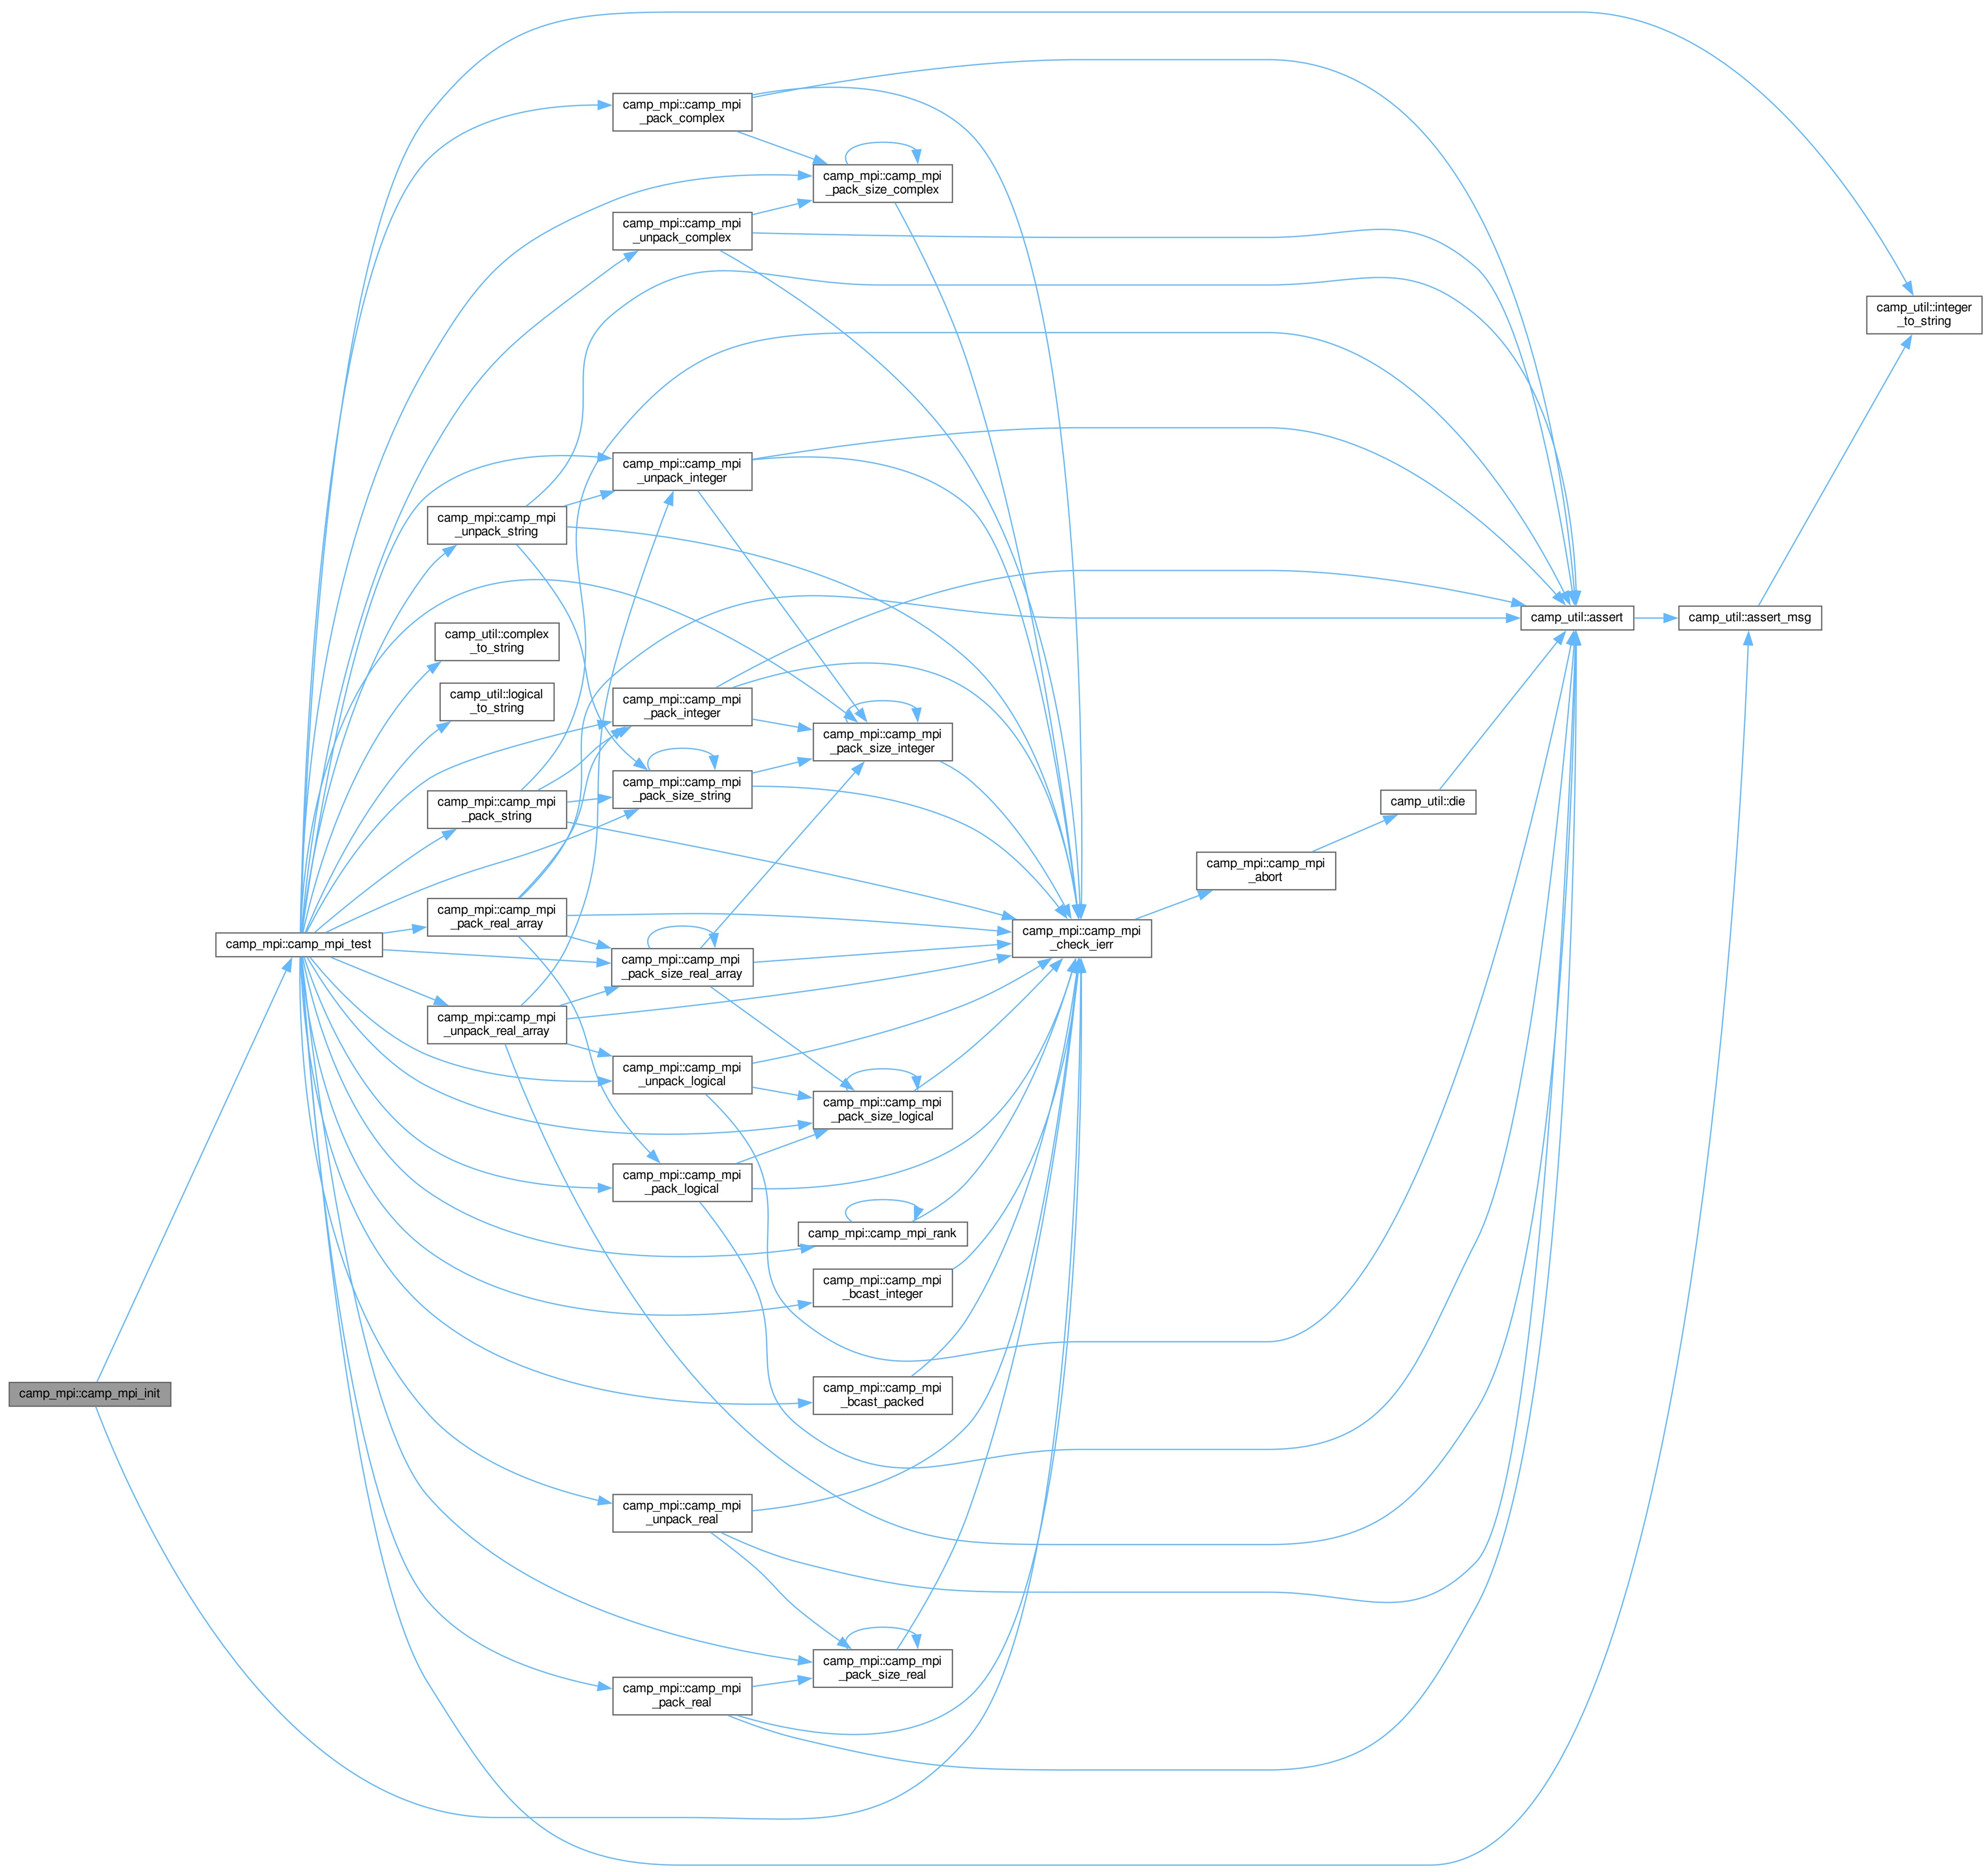 camp_mpi::camp_mpi
_pack_complex
camp_mpi::camp_mpi
_pack_size_complex
camp_mpi::camp_mpi
_unpack_complex
camp_util::integer
_to_string
camp_mpi::camp_mpi
_unpack_integer
camp_mpi::camp_mpi
_unpack_string
camp_util::assert
camp_util::assert_msg
camp_util::complex
_to_string
camp_util::logical
_to_string
camp_mpi::camp_mpi
_pack_integer
camp_mpi::camp_mpi
_pack_size_integer
camp_mpi::camp_mpi
_pack_size_string
camp_mpi::camp_mpi
_pack_string
camp_util::die
camp_mpi::camp_mpi
_abort
camp_mpi::camp_mpi
_pack_real_array
camp_mpi::camp_mpi_test
camp_mpi::camp_mpi
_check_ierr
camp_mpi::camp_mpi
_pack_size_real_array
camp_mpi::camp_mpi
_unpack_real_array
camp_mpi::camp_mpi
_unpack_logical
camp_mpi::camp_mpi
_pack_size_logical
camp_mpi::camp_mpi
_pack_logical
camp_mpi::camp_mpi_rank
camp_mpi::camp_mpi
_bcast_integer
camp_mpi::camp_mpi_init
camp_mpi::camp_mpi
_bcast_packed
camp_mpi::camp_mpi
_unpack_real
camp_mpi::camp_mpi
_pack_size_real
camp_mpi::camp_mpi
_pack_real